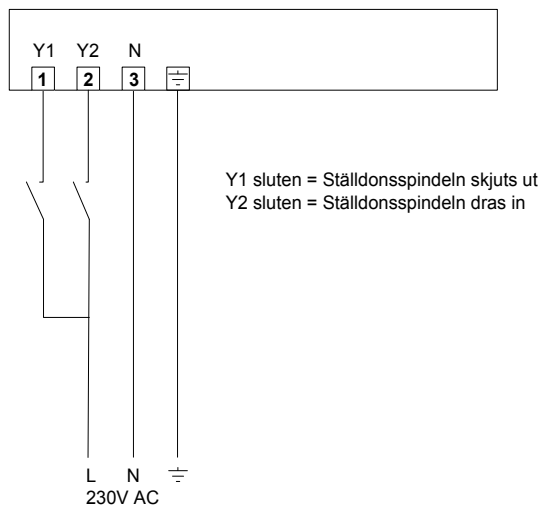 Y1 Y2 N
1 2 3
Y1 sluten = Ställdonsspindeln skjuts ut
Y2 sluten = Ställdonsspindeln dras in
L N
230V AC